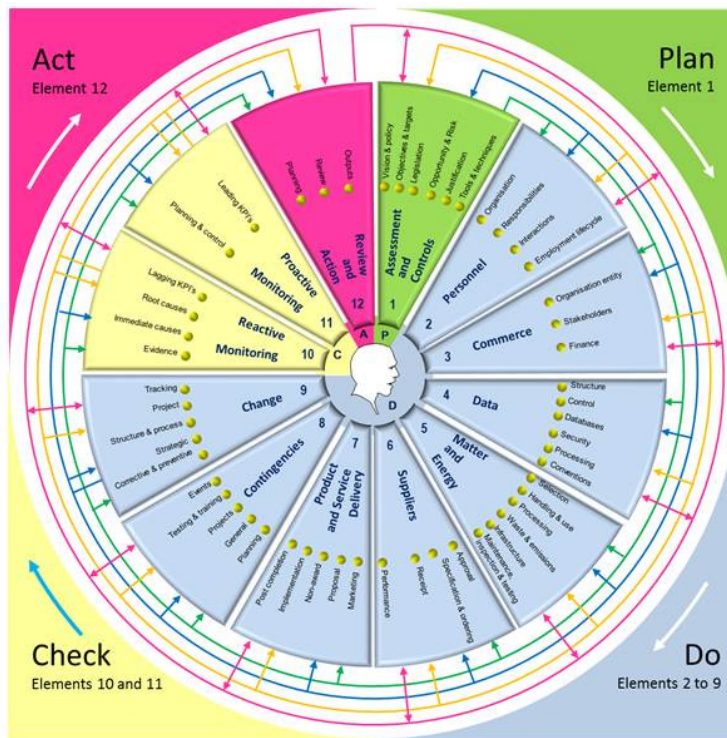 Act
Element 12
Plan
Element 1
Check
Elements 10 and 11
Do
Elements 2 to 9
A
P
C
D
1
Assessment
and
Controls
Vision & policy
Objectives & targets
Legislation
Opportunity & Risk
Justification
Tools & techniques
2
Personnel
Organisation
Responsibilities
Interactions
Employment lifecycle
3
Commerce
Organisation entity
Stakeholders
Finance
4
Data
Structure
Control
Databases
Security
Processing
Conventions
5
Matter
and
Energy
Selection
Handling & use
Processing
Waste & emissions
Infrastructure
Maintenance,
inspection & testing
6
Suppliers
Approval
Specification & ordering
Receipt
Performance
7
Product
and Service
Delivery
Marketing
Proposal
Non-award
Implementation
Post completion
8
Contingencies
Planning
General
Projects
Testing & training
Events
9
Change
Tracking
Project
Structure & process
Strategic
Corrective & preventive
10
Reactive
Monitoring
Lagging KPI's
Root causes
Immediate causes
Evidence
11
Proactive
Monitoring
Leading KPI's
Planning & control
12
Review
and
Action
Planning
Review
Outputs